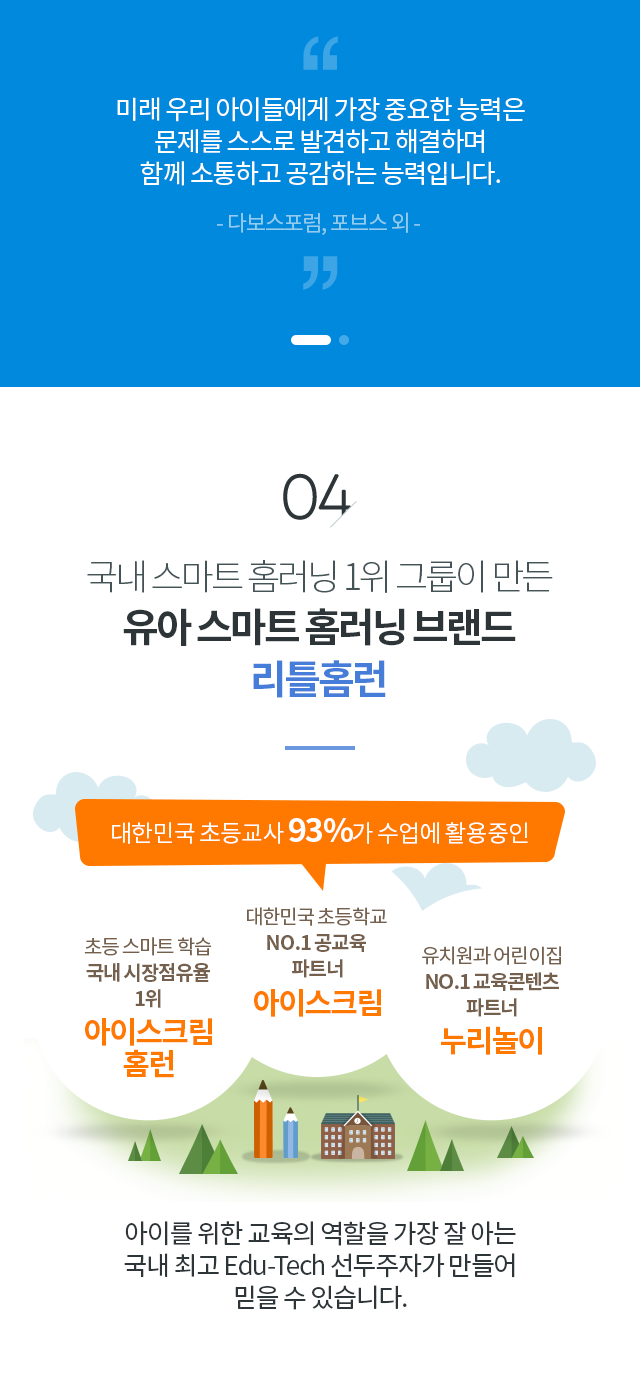 “
미래 우리 아이들에게 가장 중요한 능력은
문제를 스스로 발견하고 해결하며
함께 소통하고 공감하는 능력입니다.
- 다보스포럼, 포브스 외 -
”
04
국내 스마트 홈러닝 1위 그룹이 만든
유아 스마트 홈러닝 브랜드
리틀홈런
대한민국 초등교사 93%가 수업에 활용중인
초등 스마트 학습
국내 시장점유율
1위
아이스크림
홈런
대한민국 초등학교
NO.1 공교육
파트너
아이스크림
유치원과 어린이집
NO.1 교육콘텐츠
파트너
누리놀이
아이를 위한 교육의 역할을 가장 잘 아는
국내 최고 Edu-Tech 선두주자가 만들어
믿을 수 있습니다.